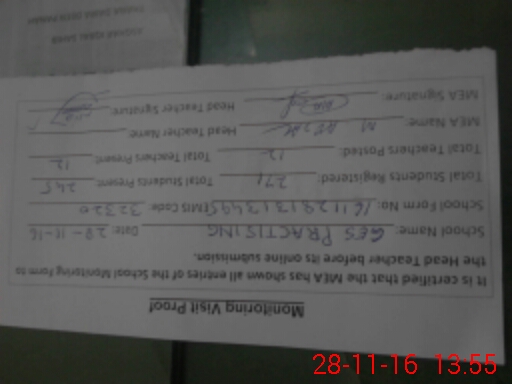 Monitoring Visit Proof
It is certified that the MEA has shown all entries of the School Monitoring form to
the Head Teacher before its online submission.
School Name: GES PRACTISING Date: 28-11-16
School Form No: EMIS Code: 32320
Total Students Registered: 271 Total Students Present: 245
Total Teachers Posted: 12 Total Teachers Present: 12
MEA Name: Head Teacher Name:
MEA Signature: Head Teacher Signature:
28-11-16 13.55